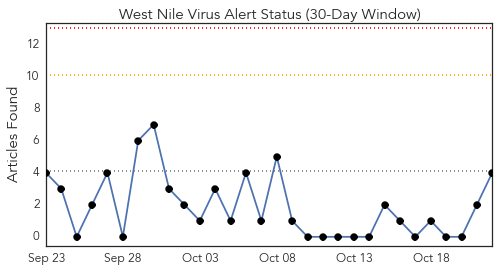 West Nile Virus Alert Status (30-Day Window)
Articles Found
12
10
8
6
4
2
0
Sep 23 Sep 28 Oct 03 Oct 08 Oct 13 Oct 18